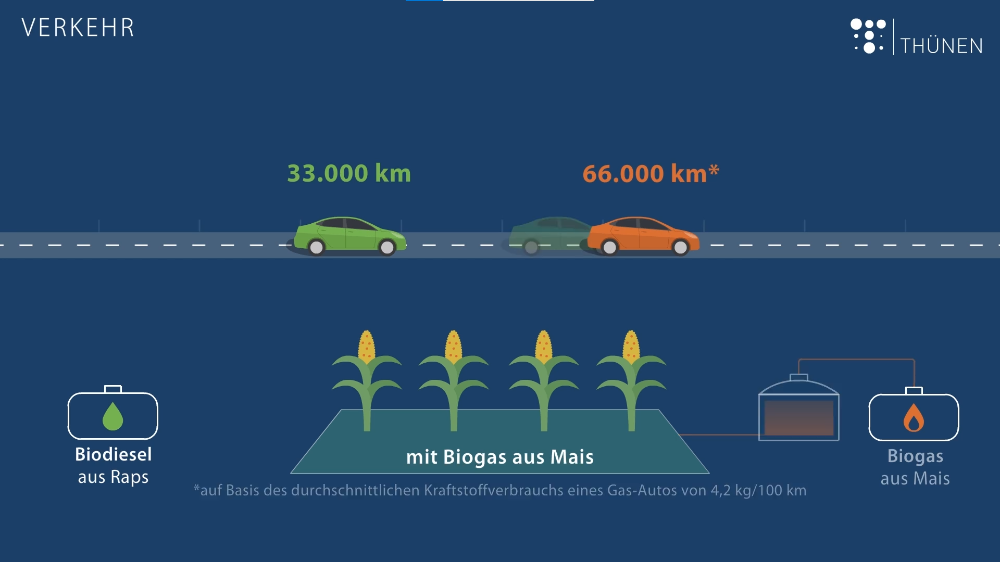 VERKEHR
THÜNEN
33.000 km
66.000 km*
mit Biogas aus Mais
Biodiesel
aus Raps
Biogas
aus Mais
*auf Basis des durchschnittlichen Kraftstoffverbrauchs eines Gas-Autos von 4,2 kg/100 km